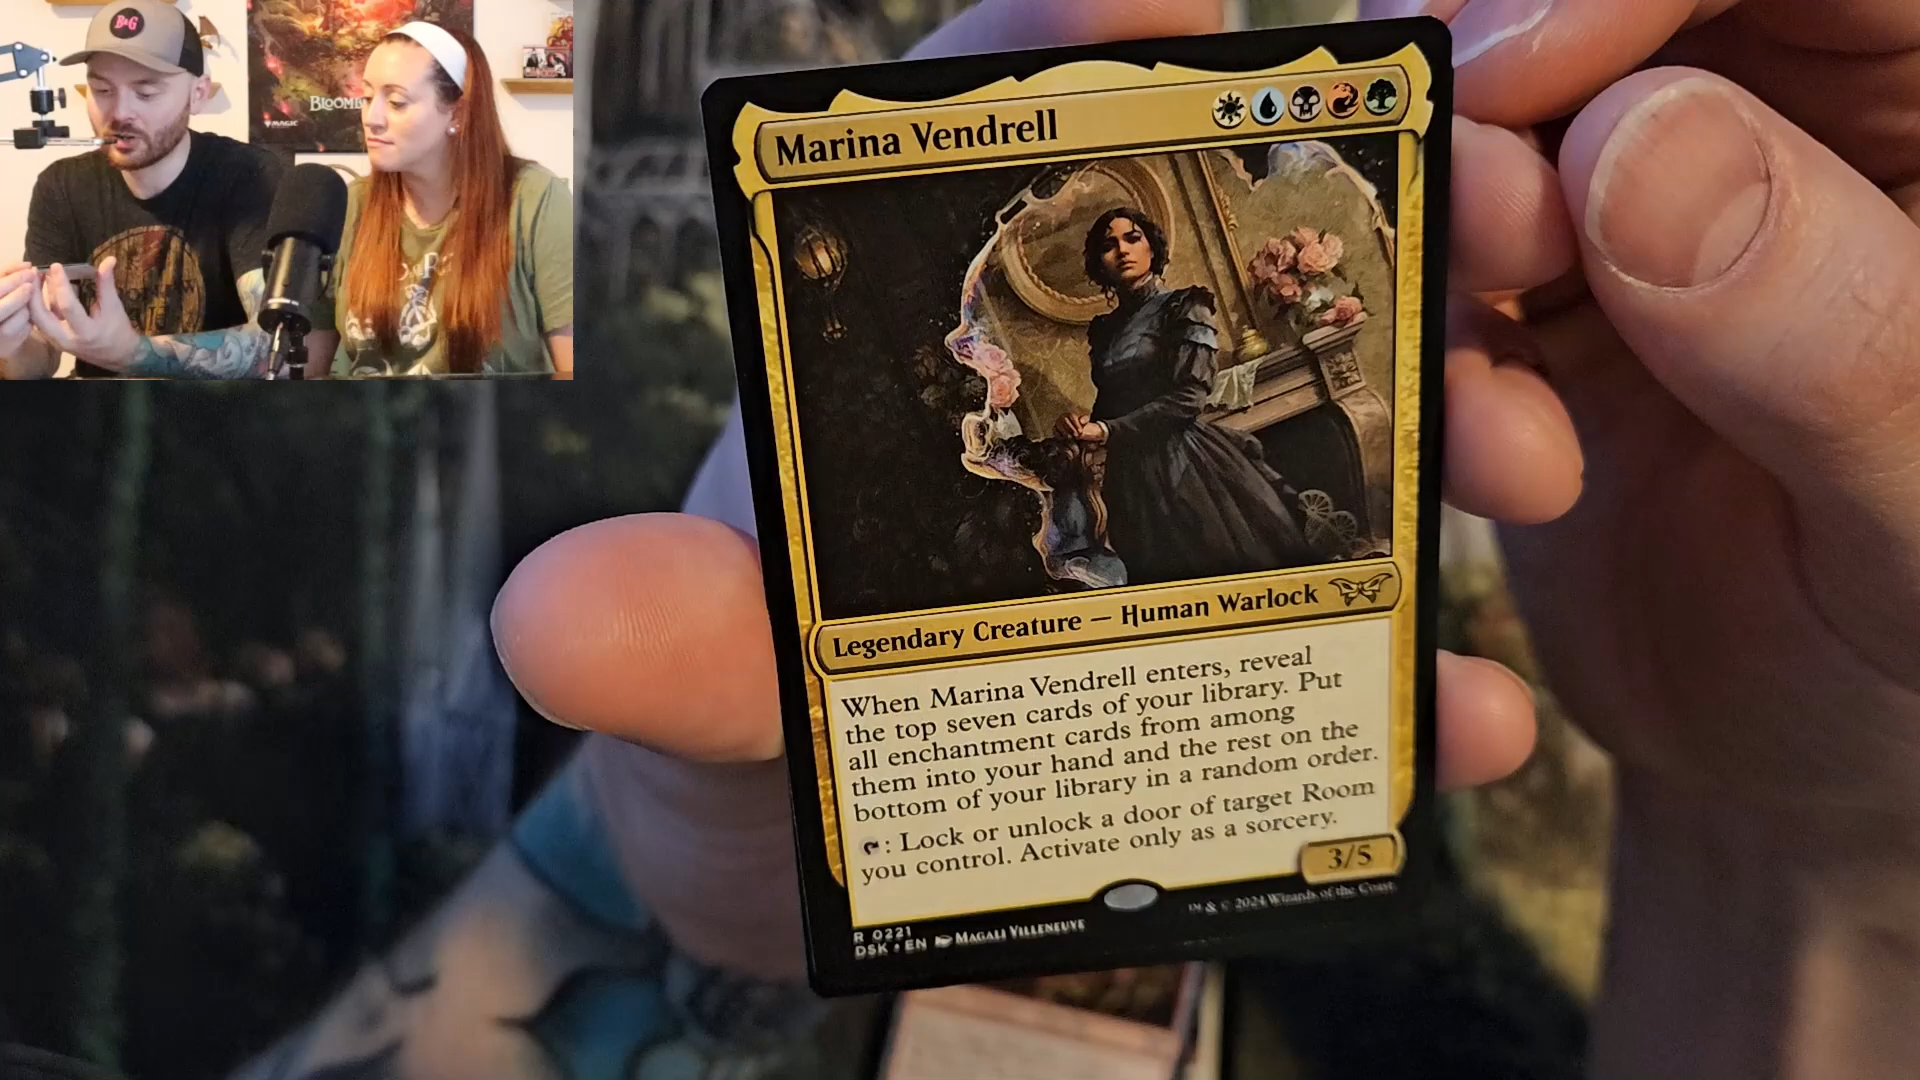 B&G
BLOOMB
MAGIC
Marina Vendrell
Legendary Creature — Human Warlock
When Marina Vendrell enters, reveal
the top seven cards of your library. Put
all enchantment cards from among
them into your hand and the rest on the
bottom of your library in a random order.
: Lock or unlock a door of target Room
you control. Activate only as a sorcery.
3/5
R 0221
DSK • EN MAGALI VILLENEUVE
™ & © 2024 Wizards of the Coast